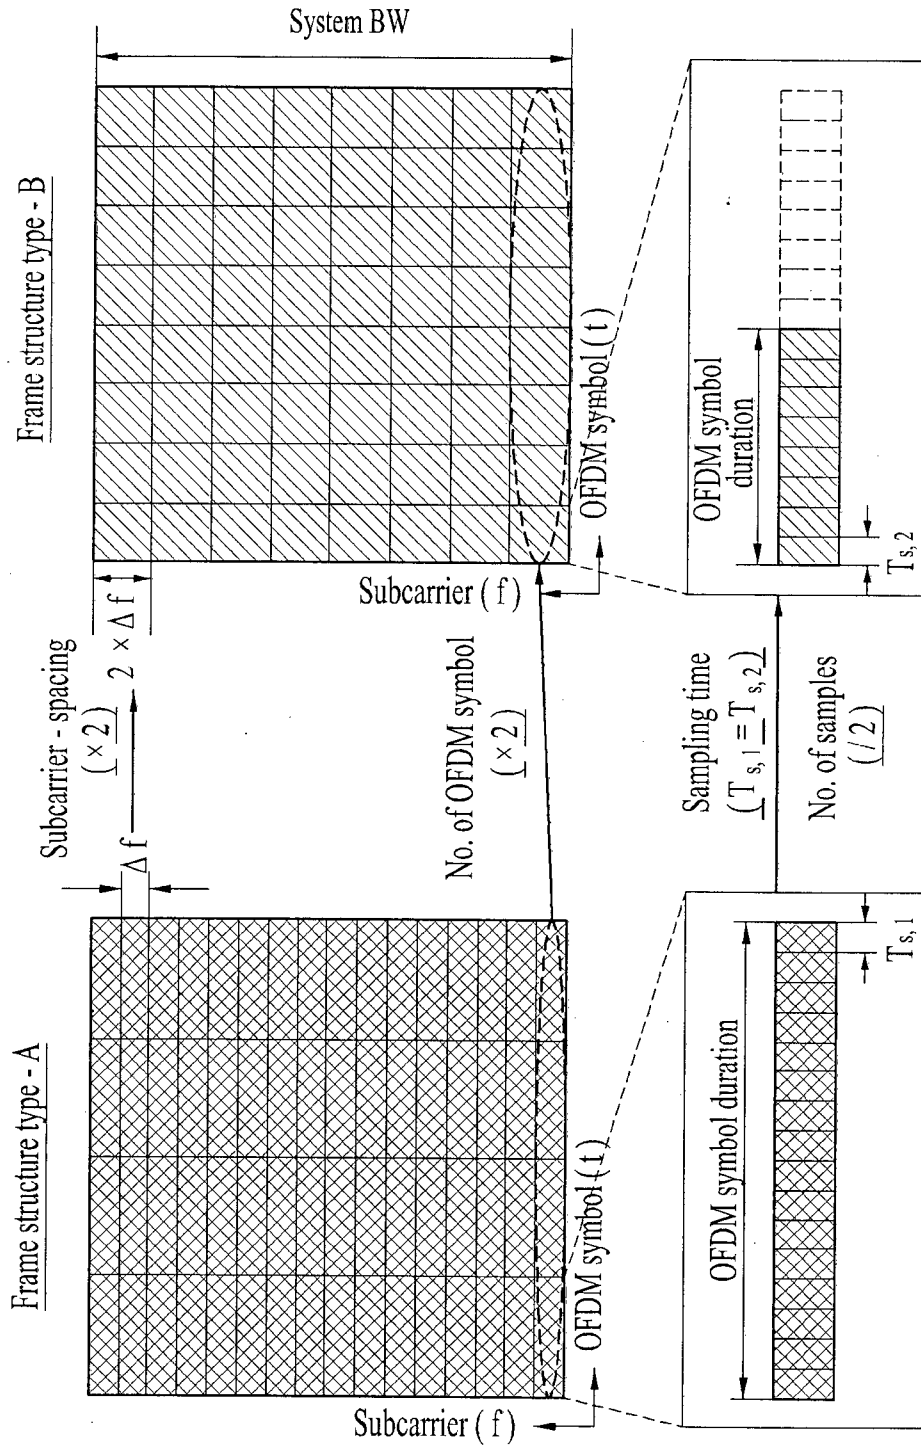 Frame structure type - A
Frame structure type - B
Subcarrier - spacing
( × 2 )
Δ f
2 × Δ f
System BW
Subcarrier ( f )
OFDM symbol ( t )
No. of OFDM symbol
( × 2 )
Subcarrier ( f )
OFDM symbol ( t )
OFDM symbol duration
T s, 1
Sampling time
( T s, 1 = T s, 2 )
No. of samples
( / 2 )
OFDM symbol
duration
T s, 2